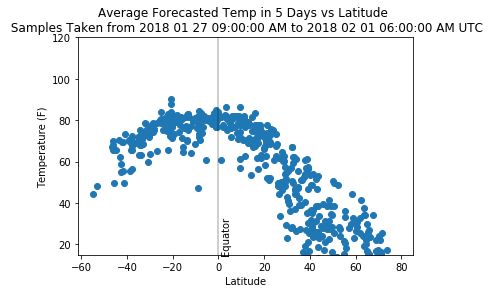 Average Forecasted Temp in 5 Days vs Latitude
Samples Taken from 2018 01 27 09:00:00 AM to 2018 02 01 06:00:00 AM UTC
120
100
80
60
40
20
Temperature (F)
Equator
−60
−40
−20
0
20
40
60
80
Latitude